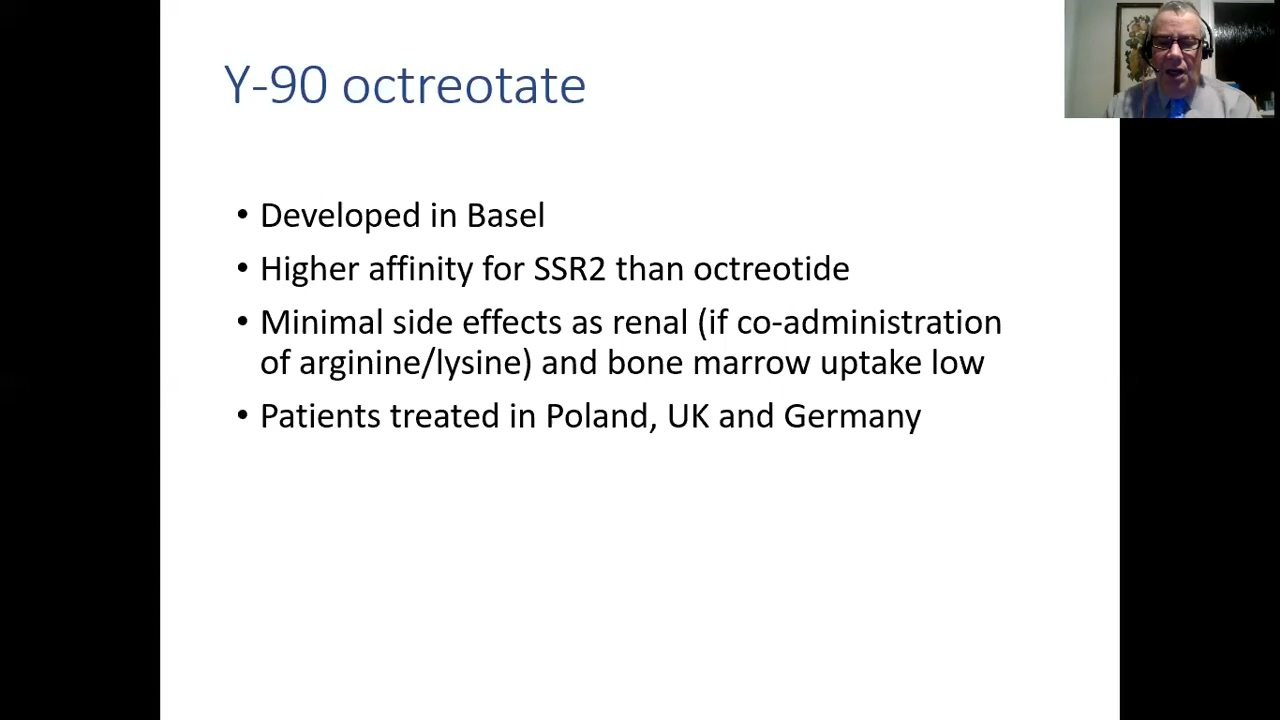 Y-90 octreotate
• Developed in Basel
• Higher affinity for SSR2 than octreotide
• Minimal side effects as renal (if co-administration
of arginine/lysine) and bone marrow uptake low
• Patients treated in Poland, UK and Germany